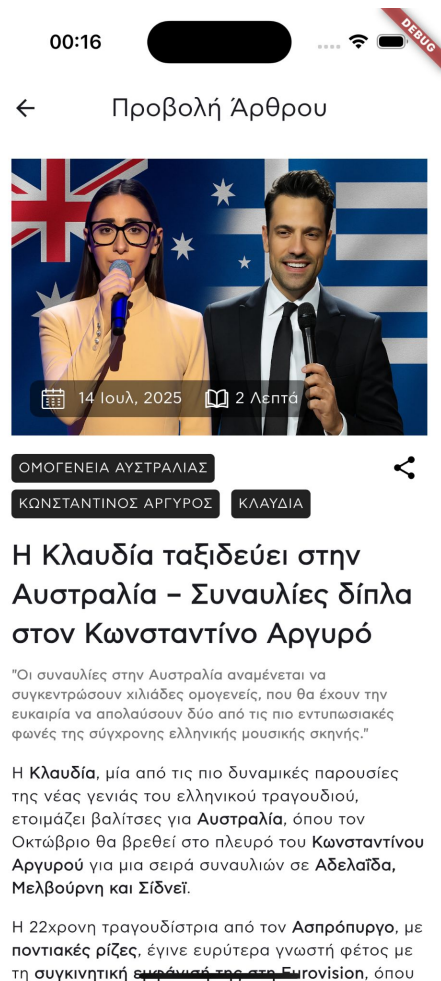 00:16
DEBUG
Προβολή Άρθρου
14 Ιουλ, 2025 2 Λεπτά
ΟΜΟΓΕΝΕΙΑ ΑΥΣΤΡΑΛΙΑΣ
ΚΩΝΣΤΑΝΤΙΝΟΣ ΑΡΓΥΡΟΣ ΚΛΑΥΔΙΑ
Η Κλαυδία ταξιδεύει στην
Αυστραλία – Συναυλίες δίπλα
στον Κωνσταντίνο Αργυρό
"Οι συναυλίες στην Αυστραλία αναμένεται να
συγκεντρώσουν χιλιάδες ομογενείς, που θα έχουν την
ευκαιρία να απολαύσουν δύο από τις πιο εντυπωσιακές
φωνές της σύγχρονης ελληνικής μουσικής σκηνής."
Η Κλαυδία, μία από τις πιο δυναμικές παρουσίες
της νέας γενιάς του ελληνικού τραγουδιού,
ετοιμάζει βαλίτσες για Αυστραλία, όπου τον
Οκτώβριο θα βρεθεί στο πλευρό του Κωνσταντίνου
Αργυρού για μια σειρά συναυλιών σε Αδελαΐδα,
Μελβούρνη και Σίδνεϊ.
Η 22χρονη τραγουδίστρια από τον Ασπρόπυργο, με
ποντιακές ρίζες, έγινε ευρύτερα γνωστή φέτος με
τη συγκινητική εμφάνισή της στη Eurovision, όπου